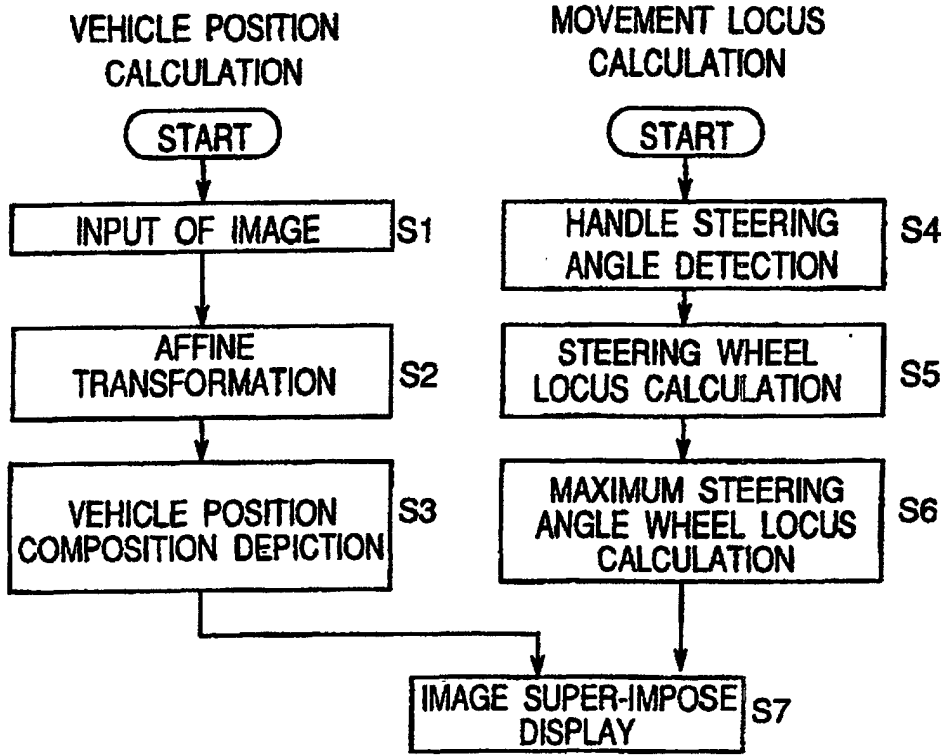 VEHICLE POSITION
CALCULATION
START
INPUT OF IMAGE
S1
AFFINE
TRANSFORMATION
S2
VEHICLE POSITION
COMPOSITION DEPICTION
S3
MOVEMENT LOCUS
CALCULATION
START
HANDLE STEERING
ANGLE DETECTION
S4
STEERING WHEEL
LOCUS CALCULATION
S5
MAXIMUM STEERING
ANGLE WHEEL LOCUS
CALCULATION
S6
IMAGE SUPER-IMPOSE
DISPLAY
S7